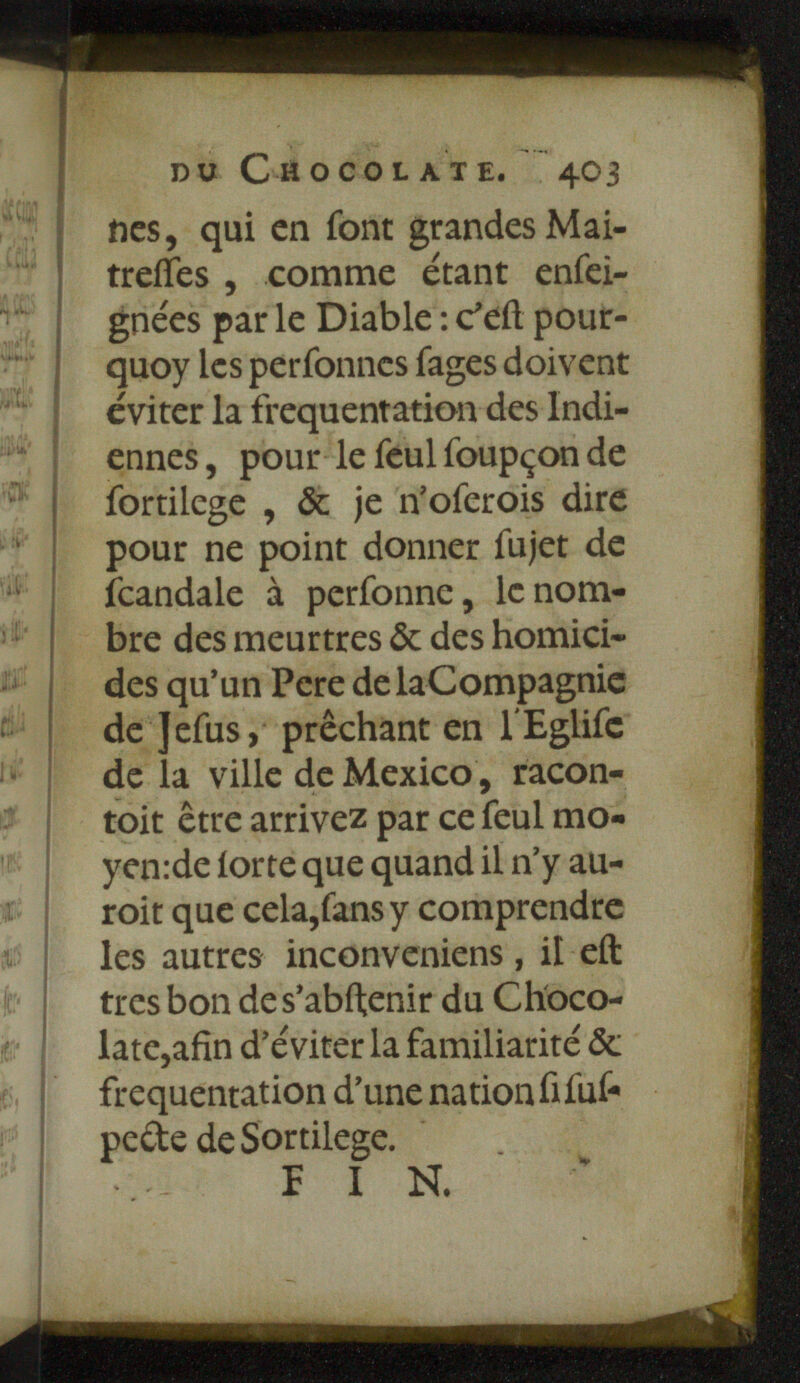 DU CHOCOLATE. 403
nes, qui en ſont grandes Mai-
treſſes , comme étant enſei-
gnées par le Diable : c'eſt pour-
quoy les perſonnes ſages doivent
éviter la frequentation des Indi-
ennes, pour le ſeul ſoupçon de
ſortilege , & je n'oſerois dire
pour ne point donner ſujet de
ſcandale à perſonne, le nom-
bre des meurtres & des homici-
des qu'un Pere de laCompagnie
de Jeſus, prêchant en l'Egliſe
de la ville de Mexico, racon-
toit être arrivez par ce ſeul mo-
yen:de ſorte que quand il n'y au-
roit que cela,ſans y comprendre
les autres inconveniens, il eſt
tres bon de s'abſtenir du Choco-
late,afin d'éviter la familiarité &
frequentation d'une nation ſi ſuſ-
pecte de Sortilege.
FIN.